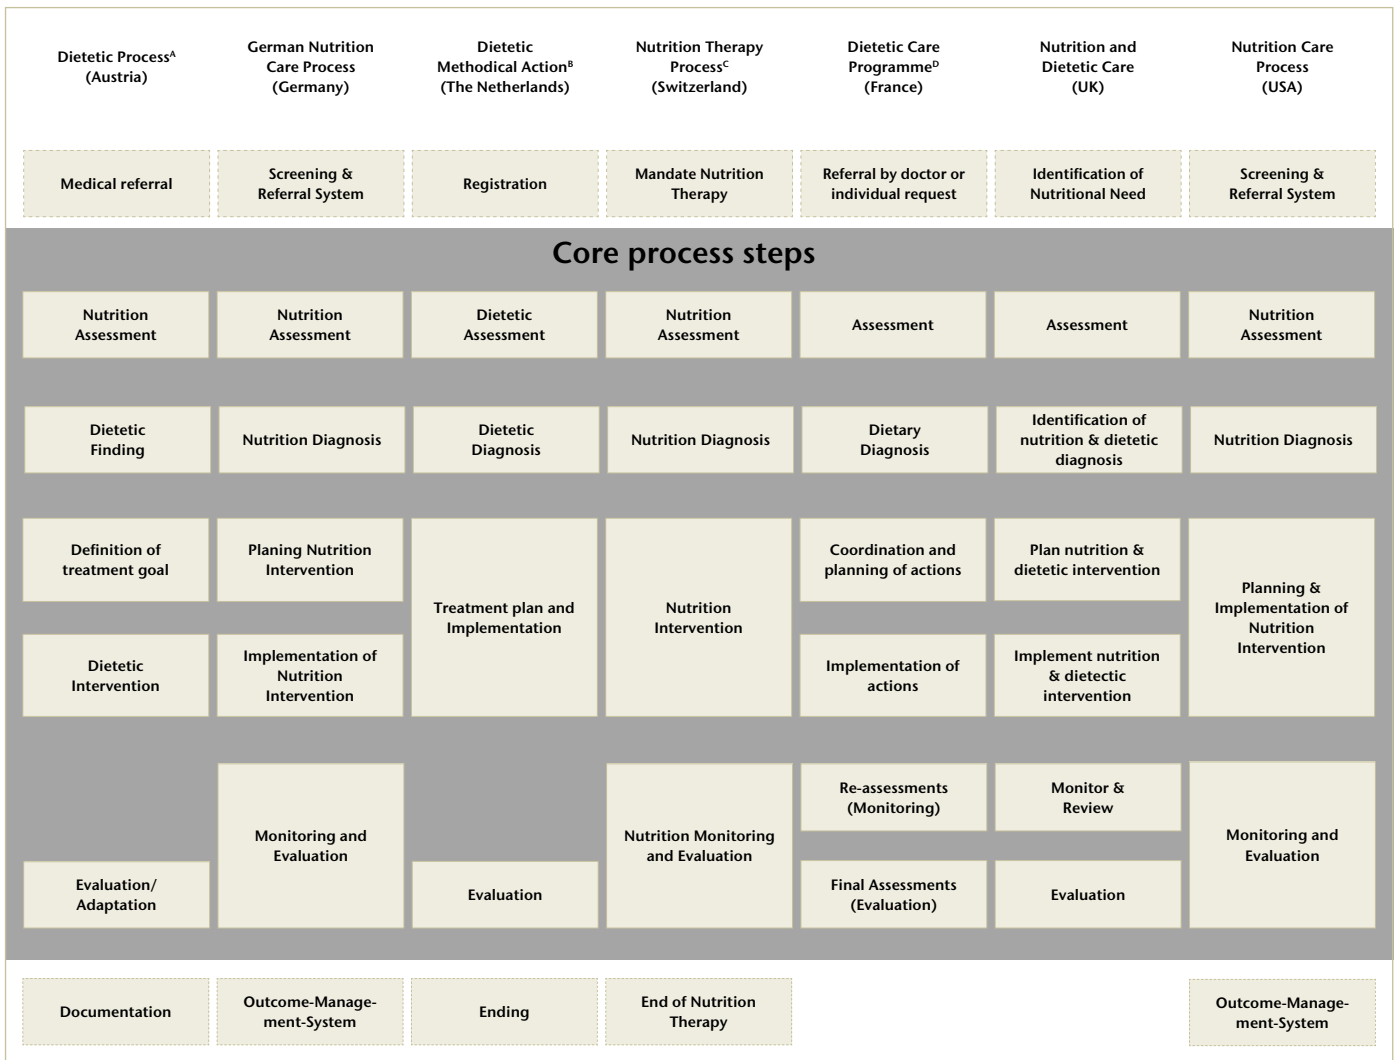 Dietetic Processᴬ
(Austria)
German Nutrition
Care Process
(Germany)
Dietetic
Methodical Actionᴮ
(The Netherlands)
Nutrition Therapy
Processᶜ
(Switzerland)
Dietetic Care
Programmeᴰ
(France)
Nutrition and
Dietetic Care
(UK)
Nutrition Care
Process
(USA)
Medical referral
Screening &
Referral System
Registration
Mandate Nutrition
Therapy
Referral by doctor or
individual request
Identification of
Nutritional Need
Screening &
Referral System
Core process steps
Nutrition
Assessment
Nutrition
Assessment
Dietetic
Assessment
Nutrition
Assessment
Assessment
Assessment
Nutrition
Assessment
Dietetic
Finding
Nutrition Diagnosis
Dietetic
Diagnosis
Nutrition Diagnosis
Dietary
Diagnosis
Identification of
nutrition & dietetic
diagnosis
Nutrition Diagnosis
Definition of
treatment goal
Planing Nutrition
Intervention
Treatment plan and
Implementation
Nutrition
Intervention
Coordination and
planning of actions
Plan nutrition &
dietetic intervention
Planning &
Implementation of
Nutrition
Intervention
Dietetic
Intervention
Implementation of
Nutrition
Intervention
Implementation of
actions
Implement nutrition
& dietectic
intervention
Monitoring and
Evaluation
Nutrition Monitoring
and Evaluation
Re-assessments
(Monitoring)
Monitor &
Review
Monitoring and
Evaluation
Evaluation/
Adaptation
Evaluation
Final Assessments
(Evaluation)
Evaluation
Documentation
Outcome-Manage-
ment-System
Ending
End of Nutrition
Therapy
Outcome-Manage-
ment-System